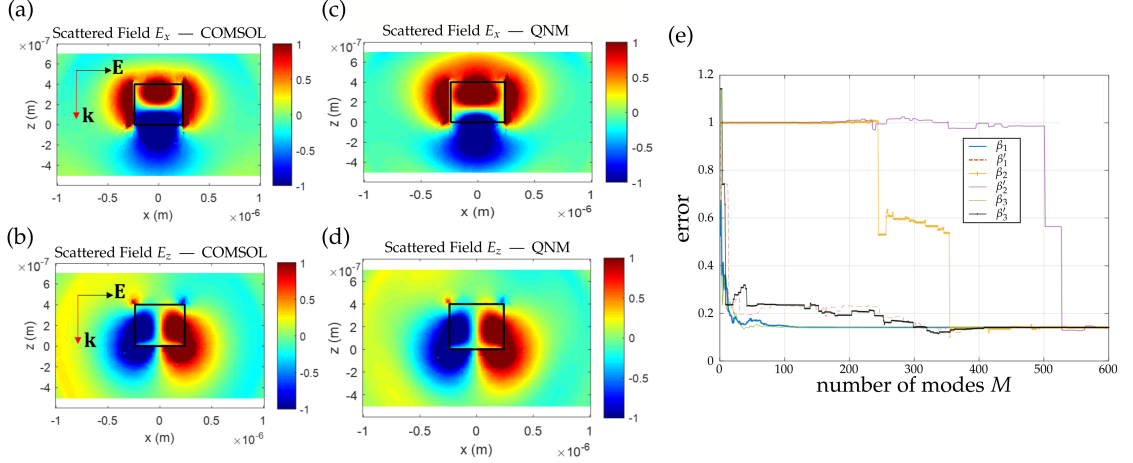 (a)
Scattered Field Eₓ — COMSOL
×10⁻⁷
6
4
2
0
-2
-4
z (m)
E
k
-1
-0.5
0
0.5
1
x (m)
×10⁻⁶
1
0.5
0
-0.5
-1
(b)
Scattered Field E_z — COMSOL
×10⁻⁷
6
4
2
0
-2
-4
z (m)
E
k
-1
-0.5
0
0.5
1
x (m)
×10⁻⁶
1
0.5
0
-0.5
-1
(c)
Scattered Field Eₓ — QNM
×10⁻⁷
6
4
2
0
-2
-4
z (m)
-1
-0.5
0
0.5
1
x (m)
×10⁻⁶
1
0.5
0
-0.5
-1
(d)
Scattered Field E_z — QNM
×10⁻⁷
6
4
2
0
-2
-4
z (m)
-1
-0.5
0
0.5
1
x (m)
×10⁻⁶
1
0.5
0
-0.5
-1
(e)
1.2
1
0.8
0.6
0.4
0.2
0
error
β₁
β′₁
β₂
β′₂
β₃
β′₃
0
100
200
300
400
500
600
number of modes M